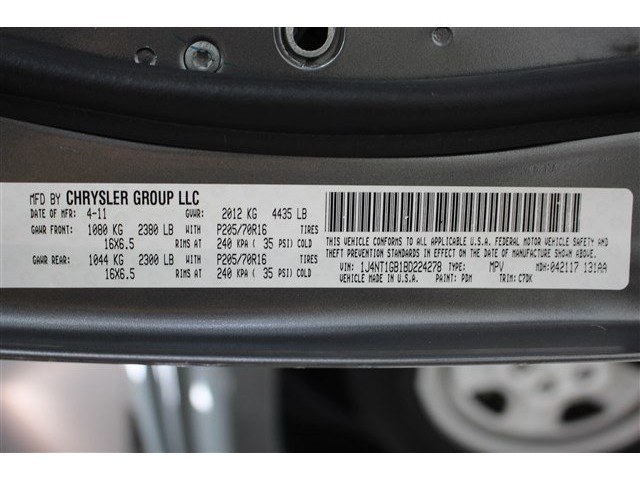 MFD BY CHRYSLER GROUP LLC
DATE OF MFR: 4-11 GVWR: 2012 KG 4435 LB
GAWR FRONT: 1080 KG 2380 LB WITH P205/70R16 TIRES
16X6.5 RIMS AT 240 KPA ( 35 PSI) COLD
GAWR REAR: 1044 KG 2300 LB WITH P205/70R16 TIRES
16X6.5 RIMS AT 240 KPA ( 35 PSI) COLD
THIS VEHICLE CONFORMS TO ALL APPLICABLE U.S.A. FEDERAL MOTOR VEHICLE SAFETY AND
THEFT PREVENTION STANDARDS IN EFFECT ON THE DATE OF MANUFACTURE SHOWN ABOVE.
VIN: 1J4NT1GB1BD224278 TYPE: MPV MDH: 042117 131AA
VEHICLE MADE IN U.S.A. PAINT: PDM TRIM: C7DK